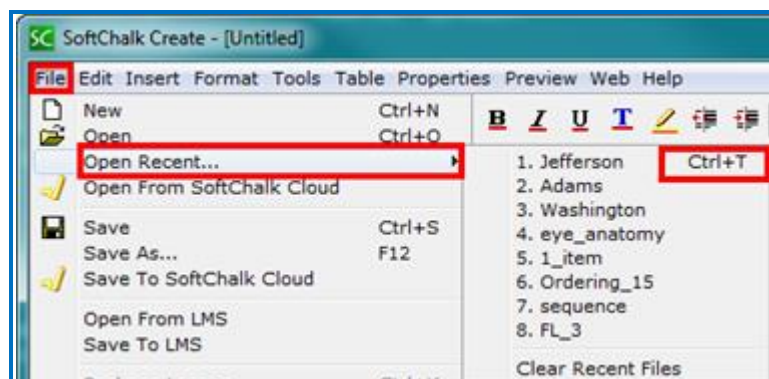 SC SoftChalk Create - [Untitled]
File Edit Insert Format Tools Table Properties Preview Web Help
New Ctrl+N
Open Ctrl+O
B I U T
Open Recent...
Open From SoftChalk Cloud
Save Ctrl+S
Save As... F12
Save To SoftChalk Cloud
Open From LMS
Save To LMS
1. Jefferson Ctrl+T
2. Adams
3. Washington
4. eye_anatomy
5. 1_item
6. Ordering_15
7. sequence
8. FL_3
Clear Recent Files